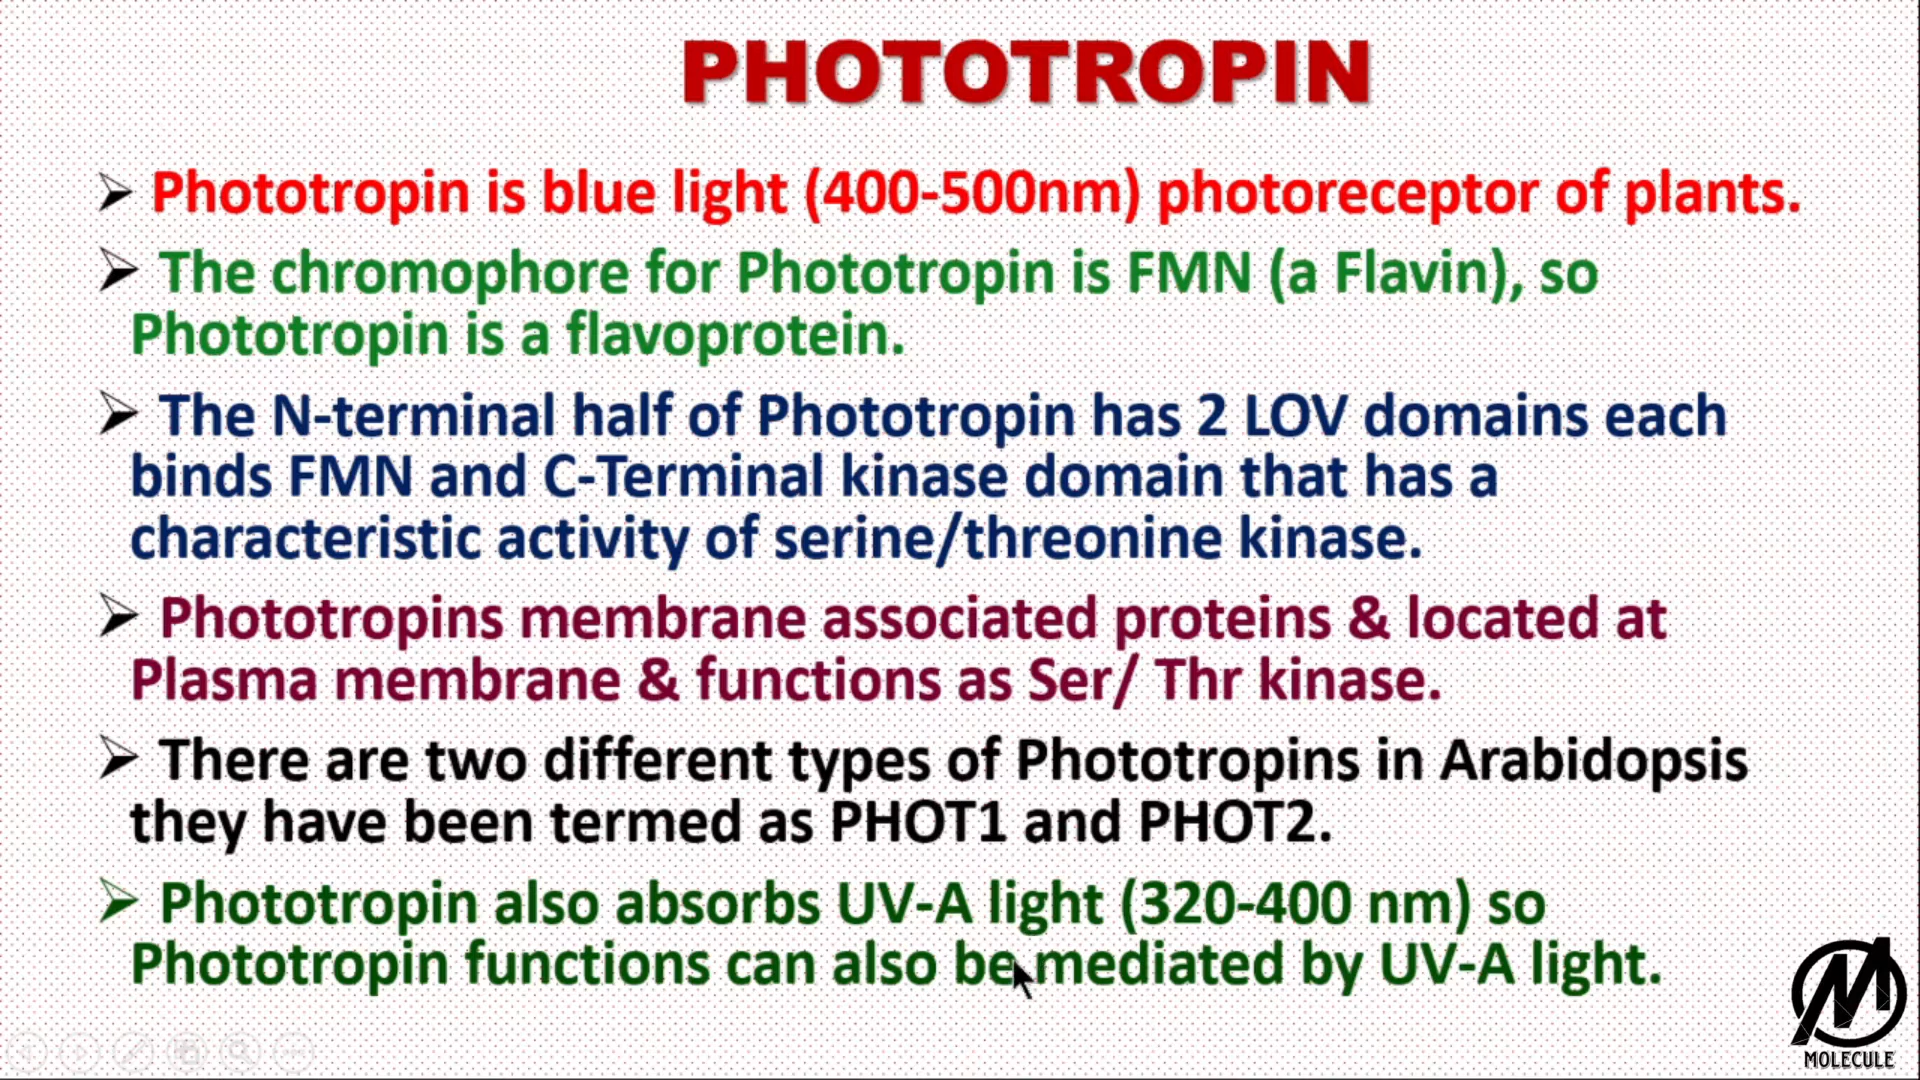 PHOTOTROPIN
➢ Phototropin is blue light (400-500nm) photoreceptor of plants.
➢ The chromophore for Phototropin is FMN (a Flavin), so
Phototropin is a flavoprotein.
➢ The N-terminal half of Phototropin has 2 LOV domains each
binds FMN and C-Terminal kinase domain that has a
characteristic activity of serine/threonine kinase.
➢ Phototropins membrane associated proteins & located at
Plasma membrane & functions as Ser/ Thr kinase.
➢ There are two different types of Phototropins in Arabidopsis
they have been termed as PHOT1 and PHOT2.
➢ Phototropin also absorbs UV-A light (320-400 nm) so
Phototropin functions can also be mediated by UV-A light.
M
MOLECULE